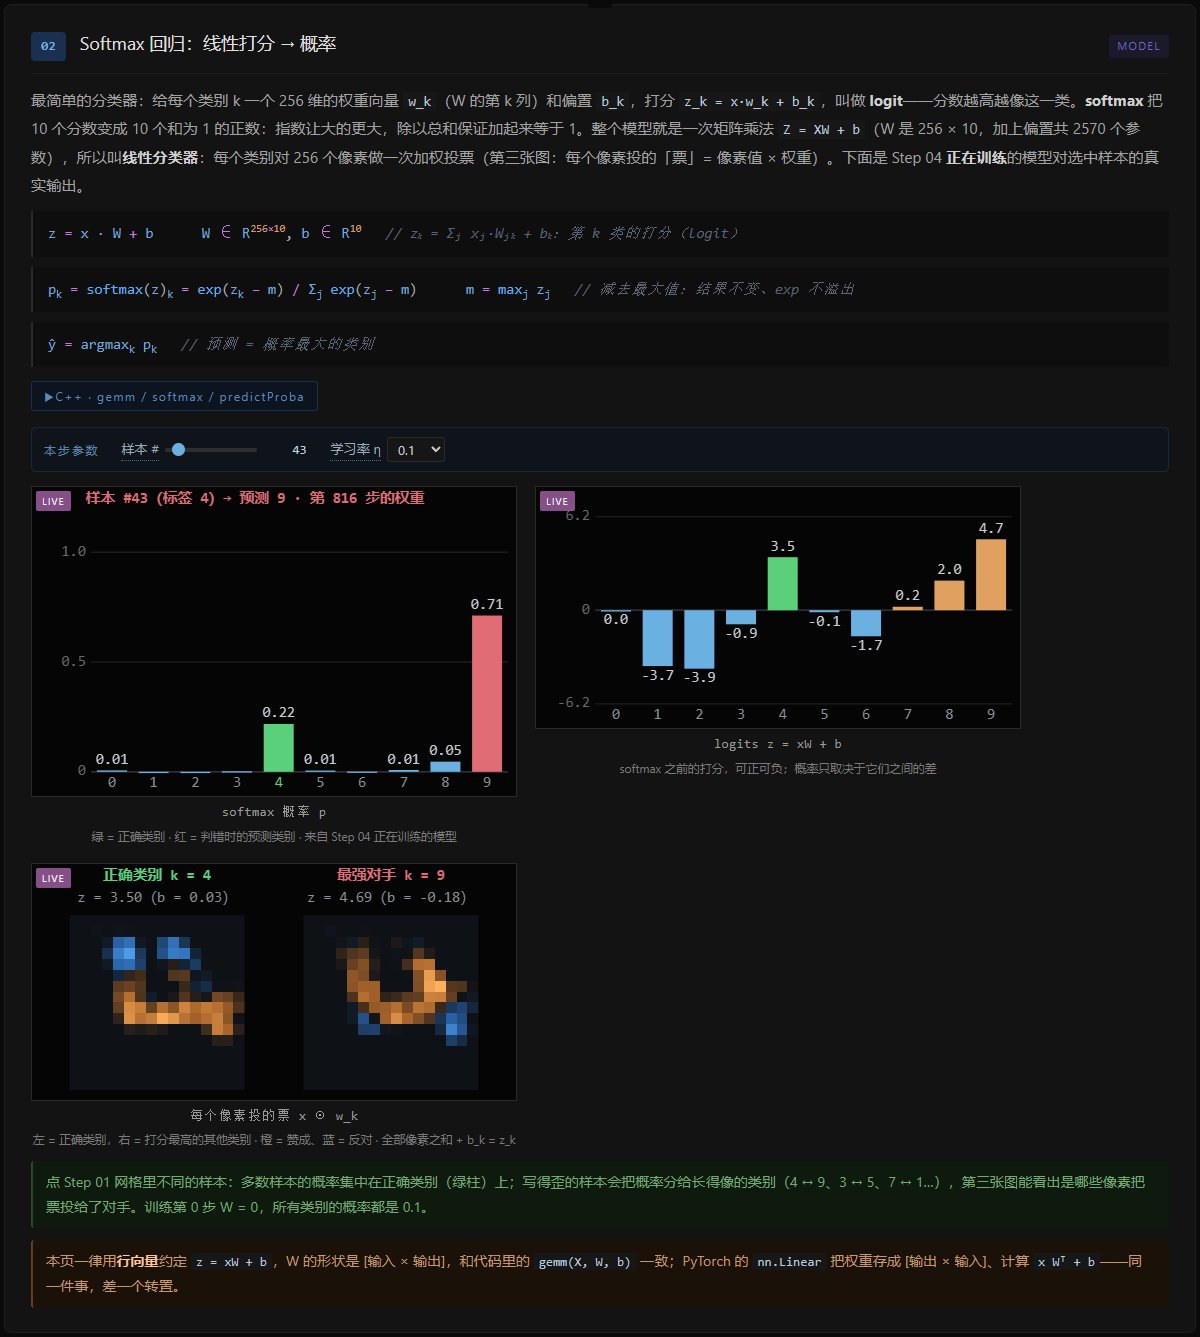 02 Softmax 回归：线性打分 → 概率 MODEL
最简单的分类器：给每个类别 k 一个 256 维的权重向量 w_k（W 的第 k 列）和偏置 b_k，打分 z_k = x·w_k + b_k，叫做 logit——分数越高越像这一类。softmax 把
10 个分数变成 10 个和为 1 的正数：指数让大的更大，除以总和保证加起来等于 1。整个模型就是一次矩阵乘法 Z = XW + b（W 是 256 × 10，加上偏置共 2570 个参
数），所以叫线性分类器：每个类别对 256 个像素做一次加权投票（第三张图：每个像素投的「票」= 像素值 × 权重）。下面是 Step 04 正在训练的模型对选中样本的真
实输出。
z = x · W + b W ∈ R²⁵⁶ˣ¹⁰, b ∈ R¹⁰ // zₖ = Σⱼ xⱼ·Wⱼₖ + bₖ: 第 k 类的打分（logit）
pₖ = softmax(z)ₖ = exp(zₖ − m) / Σⱼ exp(zⱼ − m) m = maxⱼ zⱼ // 减去最大值: 结果不变、exp 不溢出
ŷ = argmaxₖ pₖ // 预测 = 概率最大的类别
▶C++ · gemm / softmax / predictProba
本步参数 样本 # 43 学习率 η 0.1
LIVE 样本 #43 (标签 4) → 预测 9 · 第 816 步的权重
1.0
0.5
0
0.01 0.22 0.01 0.01 0.05 0.71
0 1 2 3 4 5 6 7 8 9
softmax 概率 p
绿 = 正确类别 · 红 = 判错时的预测类别 · 来自 Step 04 正在训练的模型
LIVE
6.2
0
-6.2
0.0 -3.7 -3.9 -0.9 3.5 -0.1 -1.7 0.2 2.0 4.7
0 1 2 3 4 5 6 7 8 9
logits z = xW + b
softmax 之前的打分，可正可负；概率只取决于它们之间的差
LIVE 正确类别 k = 4 最强对手 k = 9
z = 3.50 (b = 0.03) z = 4.69 (b = -0.18)
每个像素投的票 x ⊙ w_k
左 = 正确类别，右 = 打分最高的其他类别 · 橙 = 赞成、蓝 = 反对 · 全部像素之和 + b_k = z_k
点 Step 01 网格里不同的样本：多数样本的概率集中在正确类别（绿柱）上；写得歪的样本会把概率分给长得像的类别（4 ↔ 9、3 ↔ 5、7 ↔ 1…），第三张图能看出是哪些像素把
票投给了对手。训练第 0 步 W = 0，所有类别的概率都是 0.1。
本页一律用行向量约定 z = xW + b，W 的形状是 [输入 × 输出]，和代码里的 gemm(X, W, b) 一致；PyTorch 的 nn.Linear 把权重存成 [输出 × 输入]、计算 x Wᵀ + b——同
一件事，差一个转置。